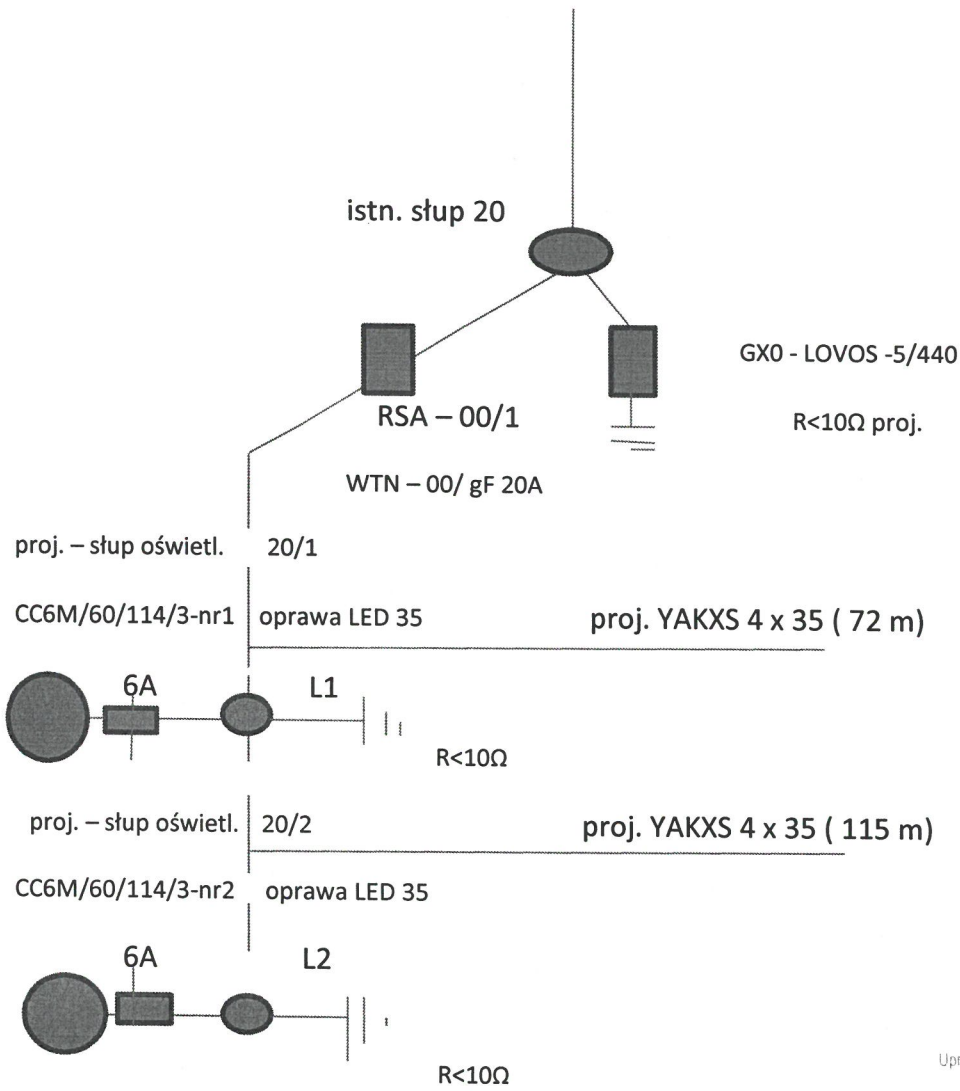 istn. słup 20
GX0 - LOVOS -5/440
RSA – 00/1
R<10Ω proj.
WTN – 00/ gF 20A
proj. – słup oświetl. 20/1
CC6M/60/114/3-nr1 oprawa LED 35 proj. YAKXS 4 x 35 ( 72 m)
6A L1
R<10Ω
proj. – słup oświetl. 20/2 proj. YAKXS 4 x 35 ( 115 m)
CC6M/60/114/3-nr2 oprawa LED 35
6A L2
R<10Ω